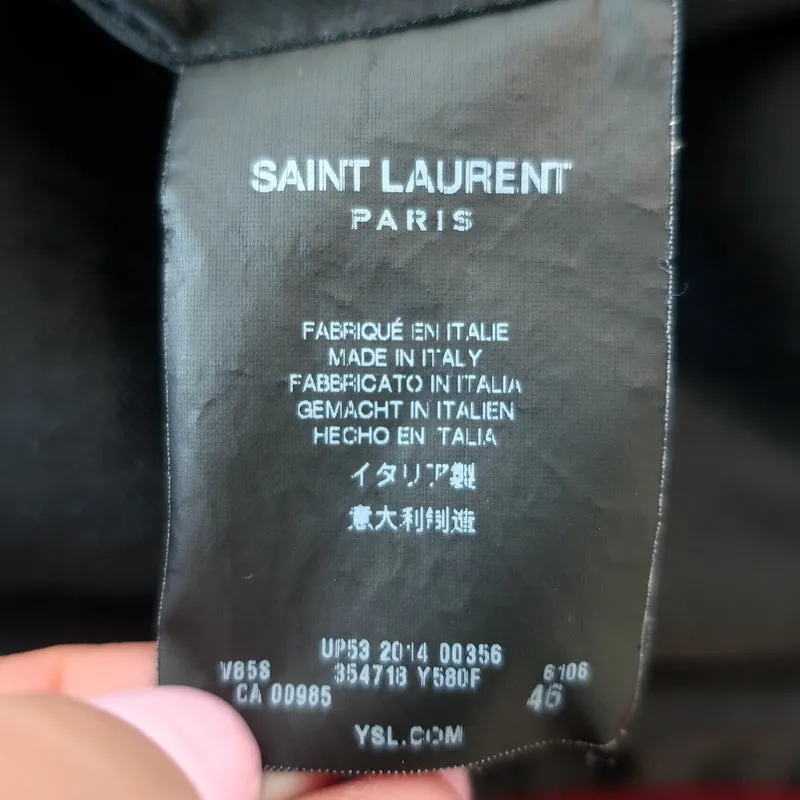 SAINT LAURENT
PARIS
FABRIQUÉ EN ITALIE
MADE IN ITALY
FABBRICATO IN ITALIA
GEMACHT IN ITALIEN
HECHO EN ITALIA
イタリア製
意大利制造
UP53 2014 00356
V858 354718 Y580F 6106
CA 00985 46
YSL.COM